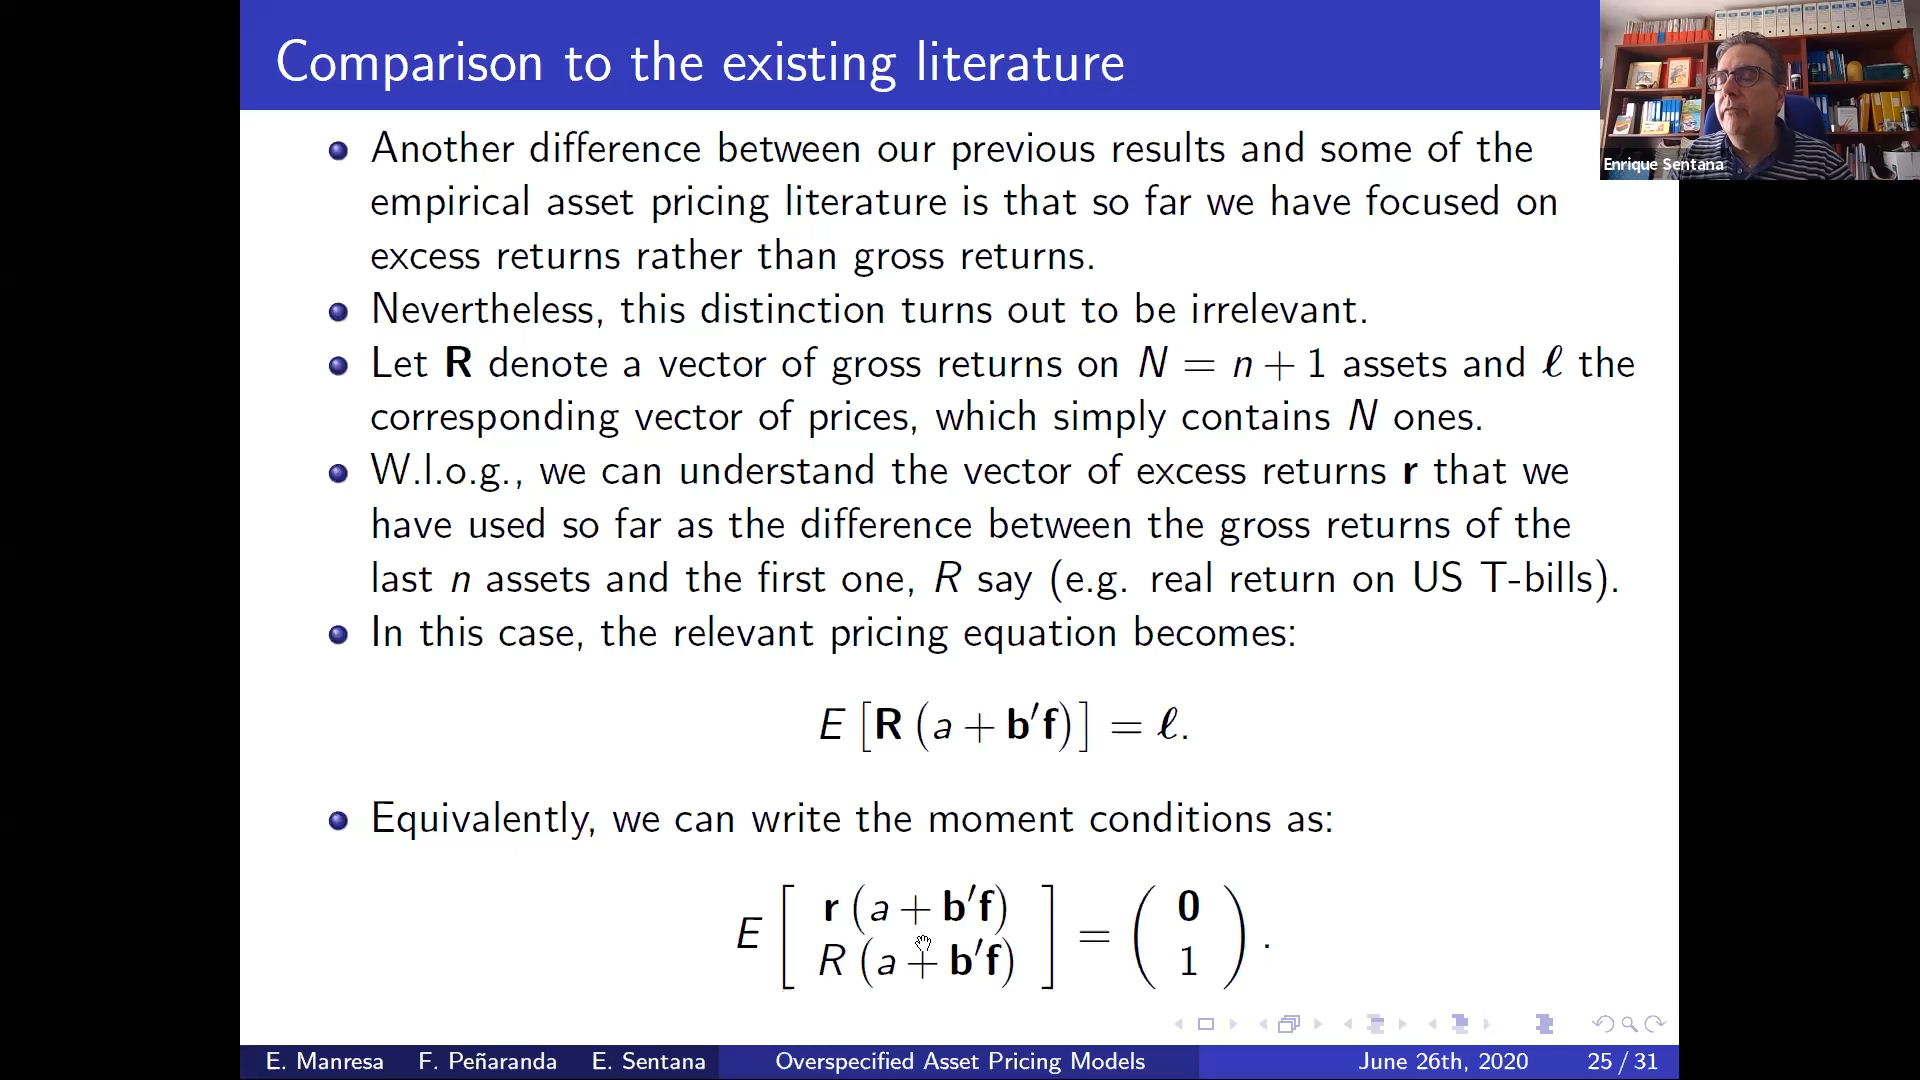 Comparison to the existing literature
Enrique Sentana
Another difference between our previous results and some of the
empirical asset pricing literature is that so far we have focused on
excess returns rather than gross returns.
Nevertheless, this distinction turns out to be irrelevant.
Let R denote a vector of gross returns on N = n + 1 assets and ℓ the
corresponding vector of prices, which simply contains N ones.
W.l.o.g., we can understand the vector of excess returns r that we
have used so far as the difference between the gross returns of the
last n assets and the first one, R say (e.g. real return on US T-bills).
In this case, the relevant pricing equation becomes:
E [R (a + b′f)] = ℓ.
Equivalently, we can write the moment conditions as:
E [ r (a + b′f) ] = ( 0 ) .
R (a + b′f) 1
E. Manresa F. Peñaranda E. Sentana Overspecified Asset Pricing Models June 26th, 2020 25 / 31